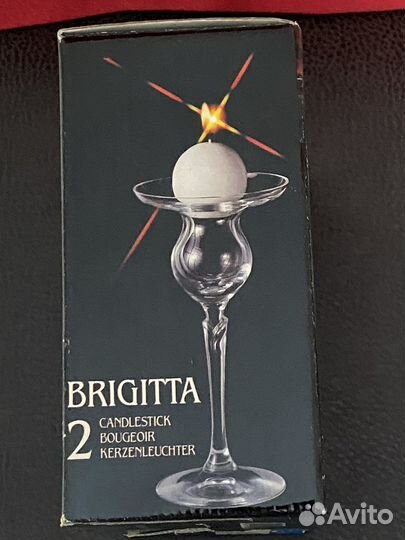 BRIGITTA
2 CANDLESTICK
BOUGEOIR
KERZENLEUCHTER
Avito